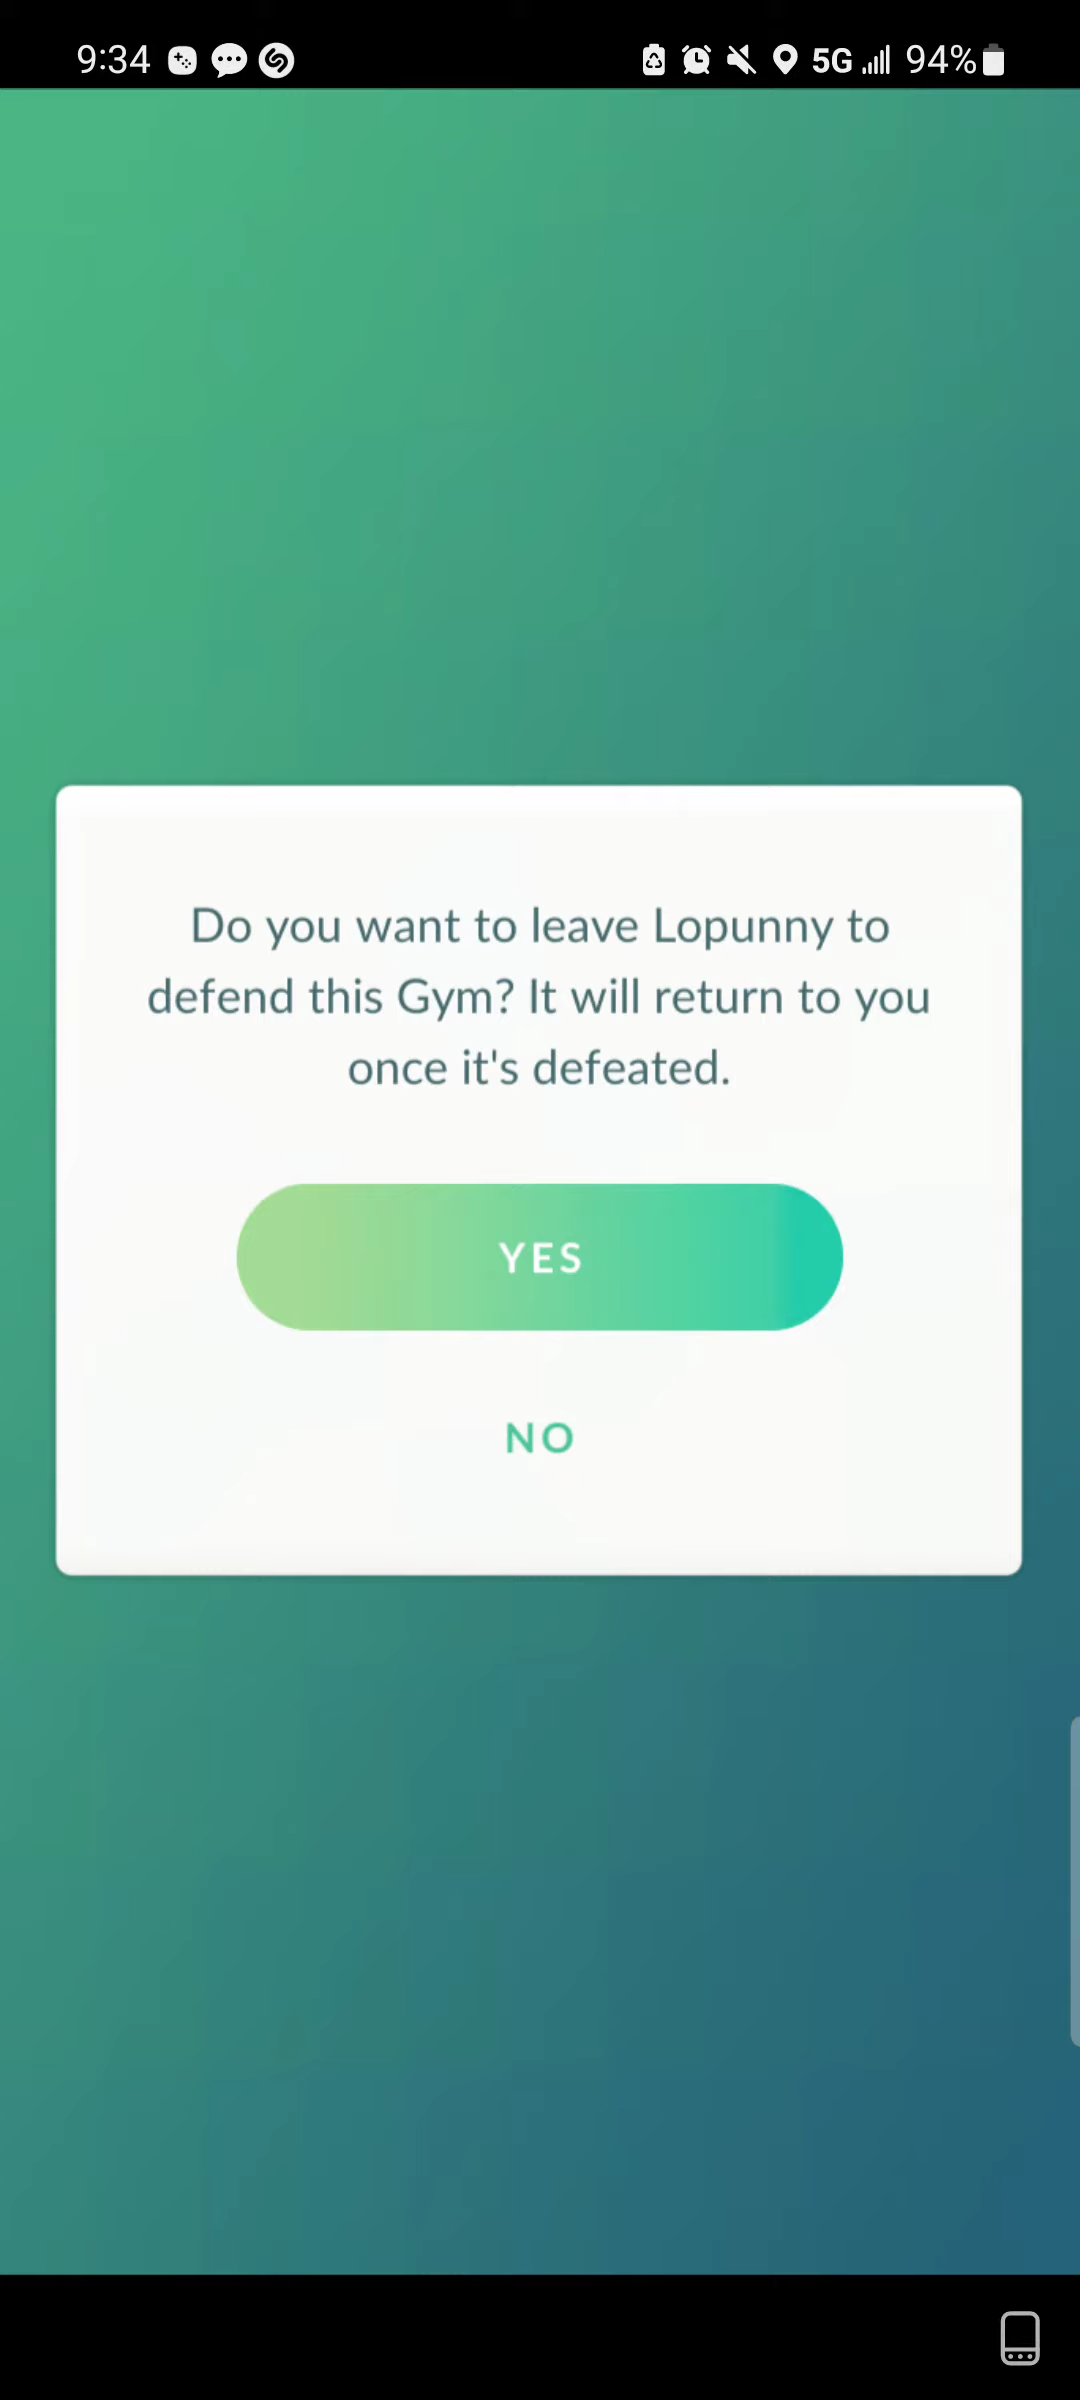 9:34 5G 94%
Do you want to leave Lopunny to
defend this Gym? It will return to you
once it's defeated.
YES
NO